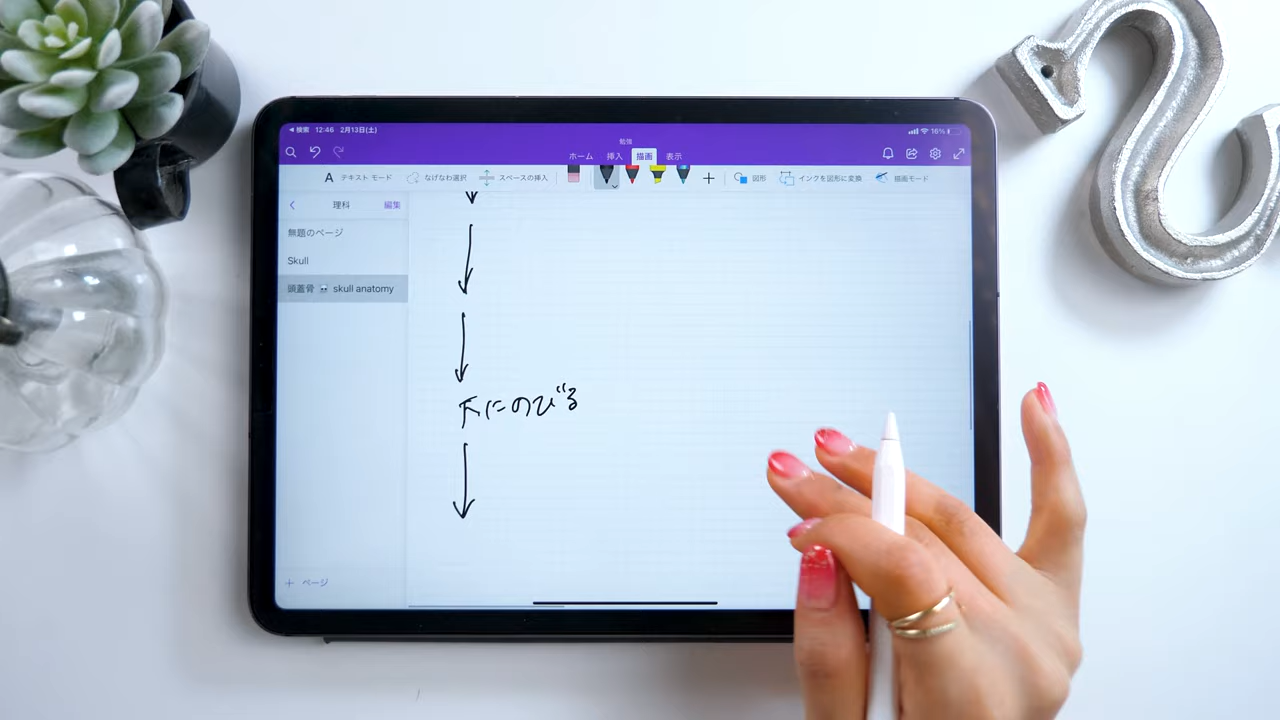 検索 12:46 2月13日(土)
16%
勉強
ホーム 挿入 描画 表示
A テキスト モード なげなわ選択 スペースの挿入 図形 インクを図形に変換 描画モード
理科 編集
無題のページ
Skull
頭蓋骨 ☠ skull anatomy
下にのびる
+ ページ
S